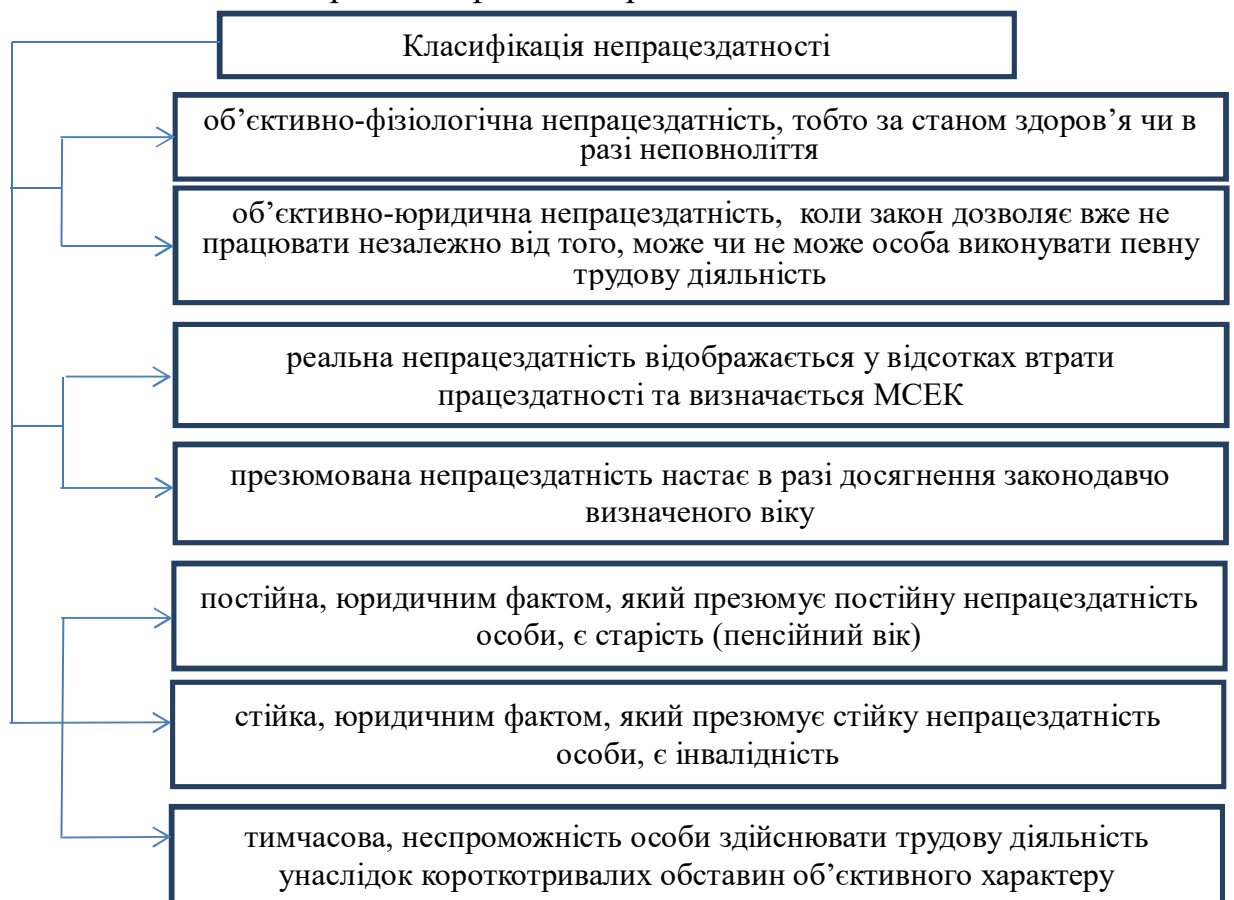 Класифікація непрацездатності
об’єктивно-фізіологічна непрацездатність, тобто за станом здоров’я чи в
разі неповноліття
об’єктивно-юридична непрацездатність, коли закон дозволяє вже не
працювати незалежно від того, може чи не може особа виконувати певну
трудову діяльність
реальна непрацездатність відображається у відсотках втрати
працездатності та визначається МСЕК
презюмована непрацездатність настає в разі досягнення законодавчо
визначеного віку
постійна, юридичним фактом, який презюмує постійну непрацездатність
особи, є старість (пенсійний вік)
стійка, юридичним фактом, який презюмує стійку непрацездатність
особи, є інвалідність
тимчасова, неспроможність особи здійснювати трудову діяльність
унаслідок короткотривалих обставин об’єктивного характеру